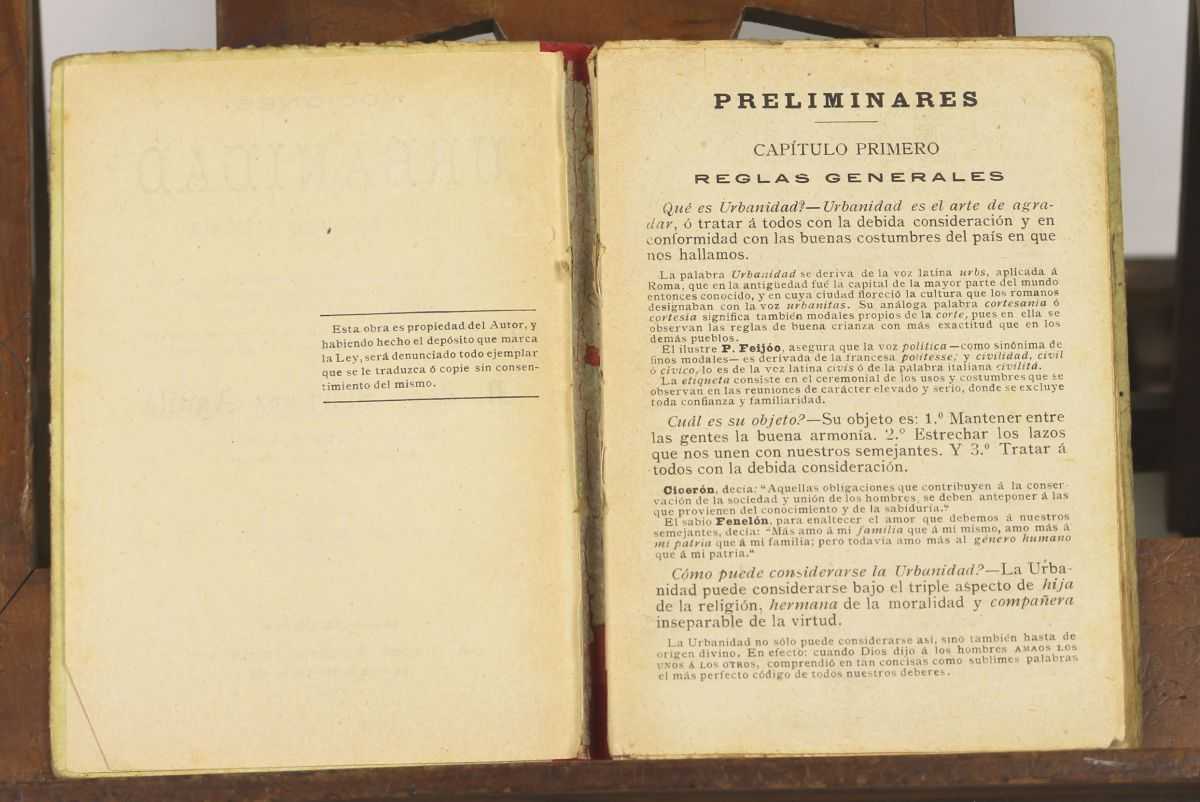 URBANIDAD
Esta obra es propiedad del Autor, y
habiendo hecho el depósito que marca
la Ley, será denunciado todo ejemplar
que se le traduzca ó copie sin consen-
timiento del mismo.
PRELIMINARES
CAPÍTULO PRIMERO
REGLAS GENERALES
Qué es Urbanidad?—Urbanidad es el arte de agra-
dar, ó tratar á todos con la debida consideración y en
conformidad con las buenas costumbres del país en que
nos hallamos.
La palabra Urbanidad se deriva de la voz latina urbs, aplicada á
Roma, que en la antigüedad fué la capital de la mayor parte del mundo
entonces conocido, y en cuya ciudad floreció la cultura que los romanos
designaban con la voz urbanitas. Su análoga palabra cortesanía ó
cortesía significa también modales propios de la corte, pues en ella se
observan las reglas de buena crianza con más exactitud que en los
demás pueblos.
El ilustre P. Feijóo, asegura que la voz política—como sinónima de
finos modales—es derivada de la francesa politesse; y civilidad, civil
ó cívico, lo es de la voz latina civis ó de la palabra italiana civilitá.
La etiqueta consiste en el ceremonial de los usos y costumbres que se
observan en las reuniones de carácter elevado y serio, donde se excluye
toda confianza y familiaridad.
Cuál es su objeto?—Su objeto es: 1.º Mantener entre
las gentes la buena armonía. 2.º Estrechar los lazos
que nos unen con nuestros semejantes. Y 3.º Tratar á
todos con la debida consideración.
Cicerón, decía: "Aquellas obligaciones que contribuyen á la conser-
vación de la sociedad y unión de los hombres, se deben anteponer á las
que provienen del conocimiento y de la sabiduría."
El sabio Fenelón, para enaltecer el amor que debemos á nuestros
semejantes, decía: "Más amo á mi familia que á mi mismo, amo más á
mi patria que á mi familia; pero todavía amo más al género humano
que á mi patria."
Cómo puede considerarse la Urbanidad?—La Urba-
nidad puede considerarse bajo el triple aspecto de hija
de la religión, hermana de la moralidad y compañera
inseparable de la virtud.
La Urbanidad no sólo puede considerarse así, sino también hasta de
origen divino. En efecto: cuando Dios dijo á los hombres AMAOS LOS
UNOS Á LOS OTROS, comprendió en tan concisas como sublimes palabras
el más perfecto código de todos nuestros deberes.